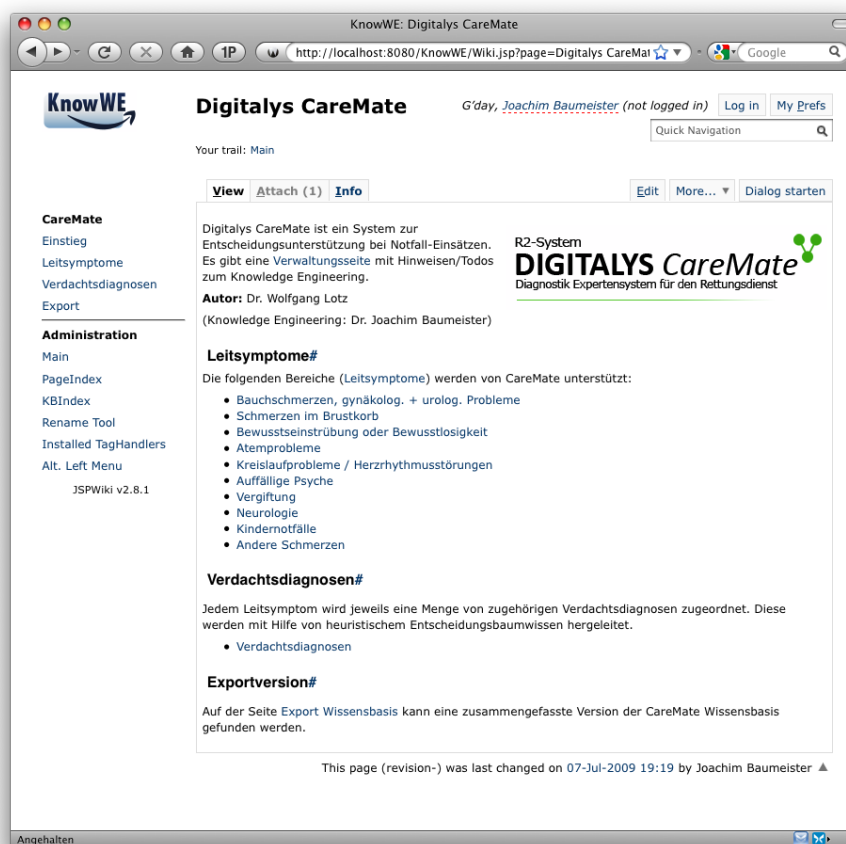 KnowWE: Digitalys CareMate
1P
http://localhost:8080/KnowWE/Wiki.jsp?page=Digitalys CareMat
Google
KnowWE
Digitalys CareMate
G'day, Joachim Baumeister (not logged in)
Log in
My Prefs
Quick Navigation
Your trail: Main
View
Attach (1)
Info
Edit
More... ▼
Dialog starten
CareMate
Einstieg
Leitsymptome
Verdachtsdiagnosen
Export
Administration
Main
PageIndex
KBIndex
Rename Tool
Installed TagHandlers
Alt. Left Menu
JSPWiki v2.8.1
Digitalys CareMate ist ein System zur
Entscheidungsunterstützung bei Notfall-Einsätzen.
Es gibt eine Verwaltungsseite mit Hinweisen/Todos
zum Knowledge Engineering.
Autor: Dr. Wolfgang Lotz
(Knowledge Engineering: Dr. Joachim Baumeister)
R2-System
DIGITALYS CareMate
Diagnostik Expertensystem für den Rettungsdienst
Leitsymptome#
Die folgenden Bereiche (Leitsymptome) werden von CareMate unterstützt:
• Bauchschmerzen, gynäkolog. + urolog. Probleme
• Schmerzen im Brustkorb
• Bewusstseinstrübung oder Bewusstlosigkeit
• Atemprobleme
• Kreislaufprobleme / Herzrhythmusstörungen
• Auffällige Psyche
• Vergiftung
• Neurologie
• Kindernotfälle
• Andere Schmerzen
Verdachtsdiagnosen#
Jedem Leitsymptom wird jeweils eine Menge von zugehörigen Verdachtsdiagnosen zugeordnet. Diese
werden mit Hilfe von heuristischem Entscheidungsbaumwissen hergeleitet.
• Verdachtsdiagnosen
Exportversion#
Auf der Seite Export Wissensbasis kann eine zusammengefasste Version der CareMate Wissensbasis
gefunden werden.
This page (revision-) was last changed on 07-Jul-2009 19:19 by Joachim Baumeister ▲
Angehalten